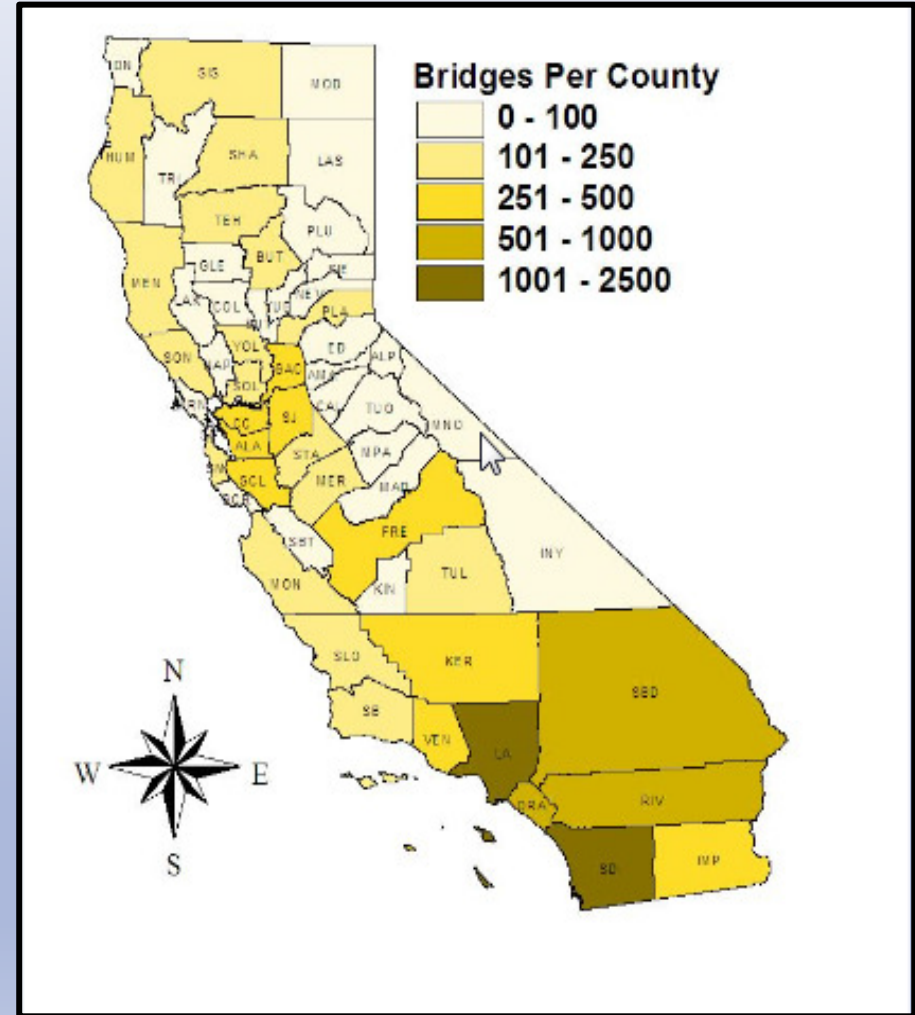 Bridges Per County
0 - 100
101 - 250
251 - 500
501 - 1000
1001 - 2500
SIS
MOD
HUM
TRI
SHA
LAS
TEH
PLU
GLE
BUT
MEN
COL
PLA
YOL
ED
ALP
SON
SAC
AMA
SOL
CAL
TUO
CC
SJ
MNO
ALA
STA
MPA
SCL
MER
MAD
SBT
FRE
INY
MON
KIN
TUL
SLO
KER
SBD
SB
VEN
LA
ORA
RIV
SD
IMP
N
W
E
S